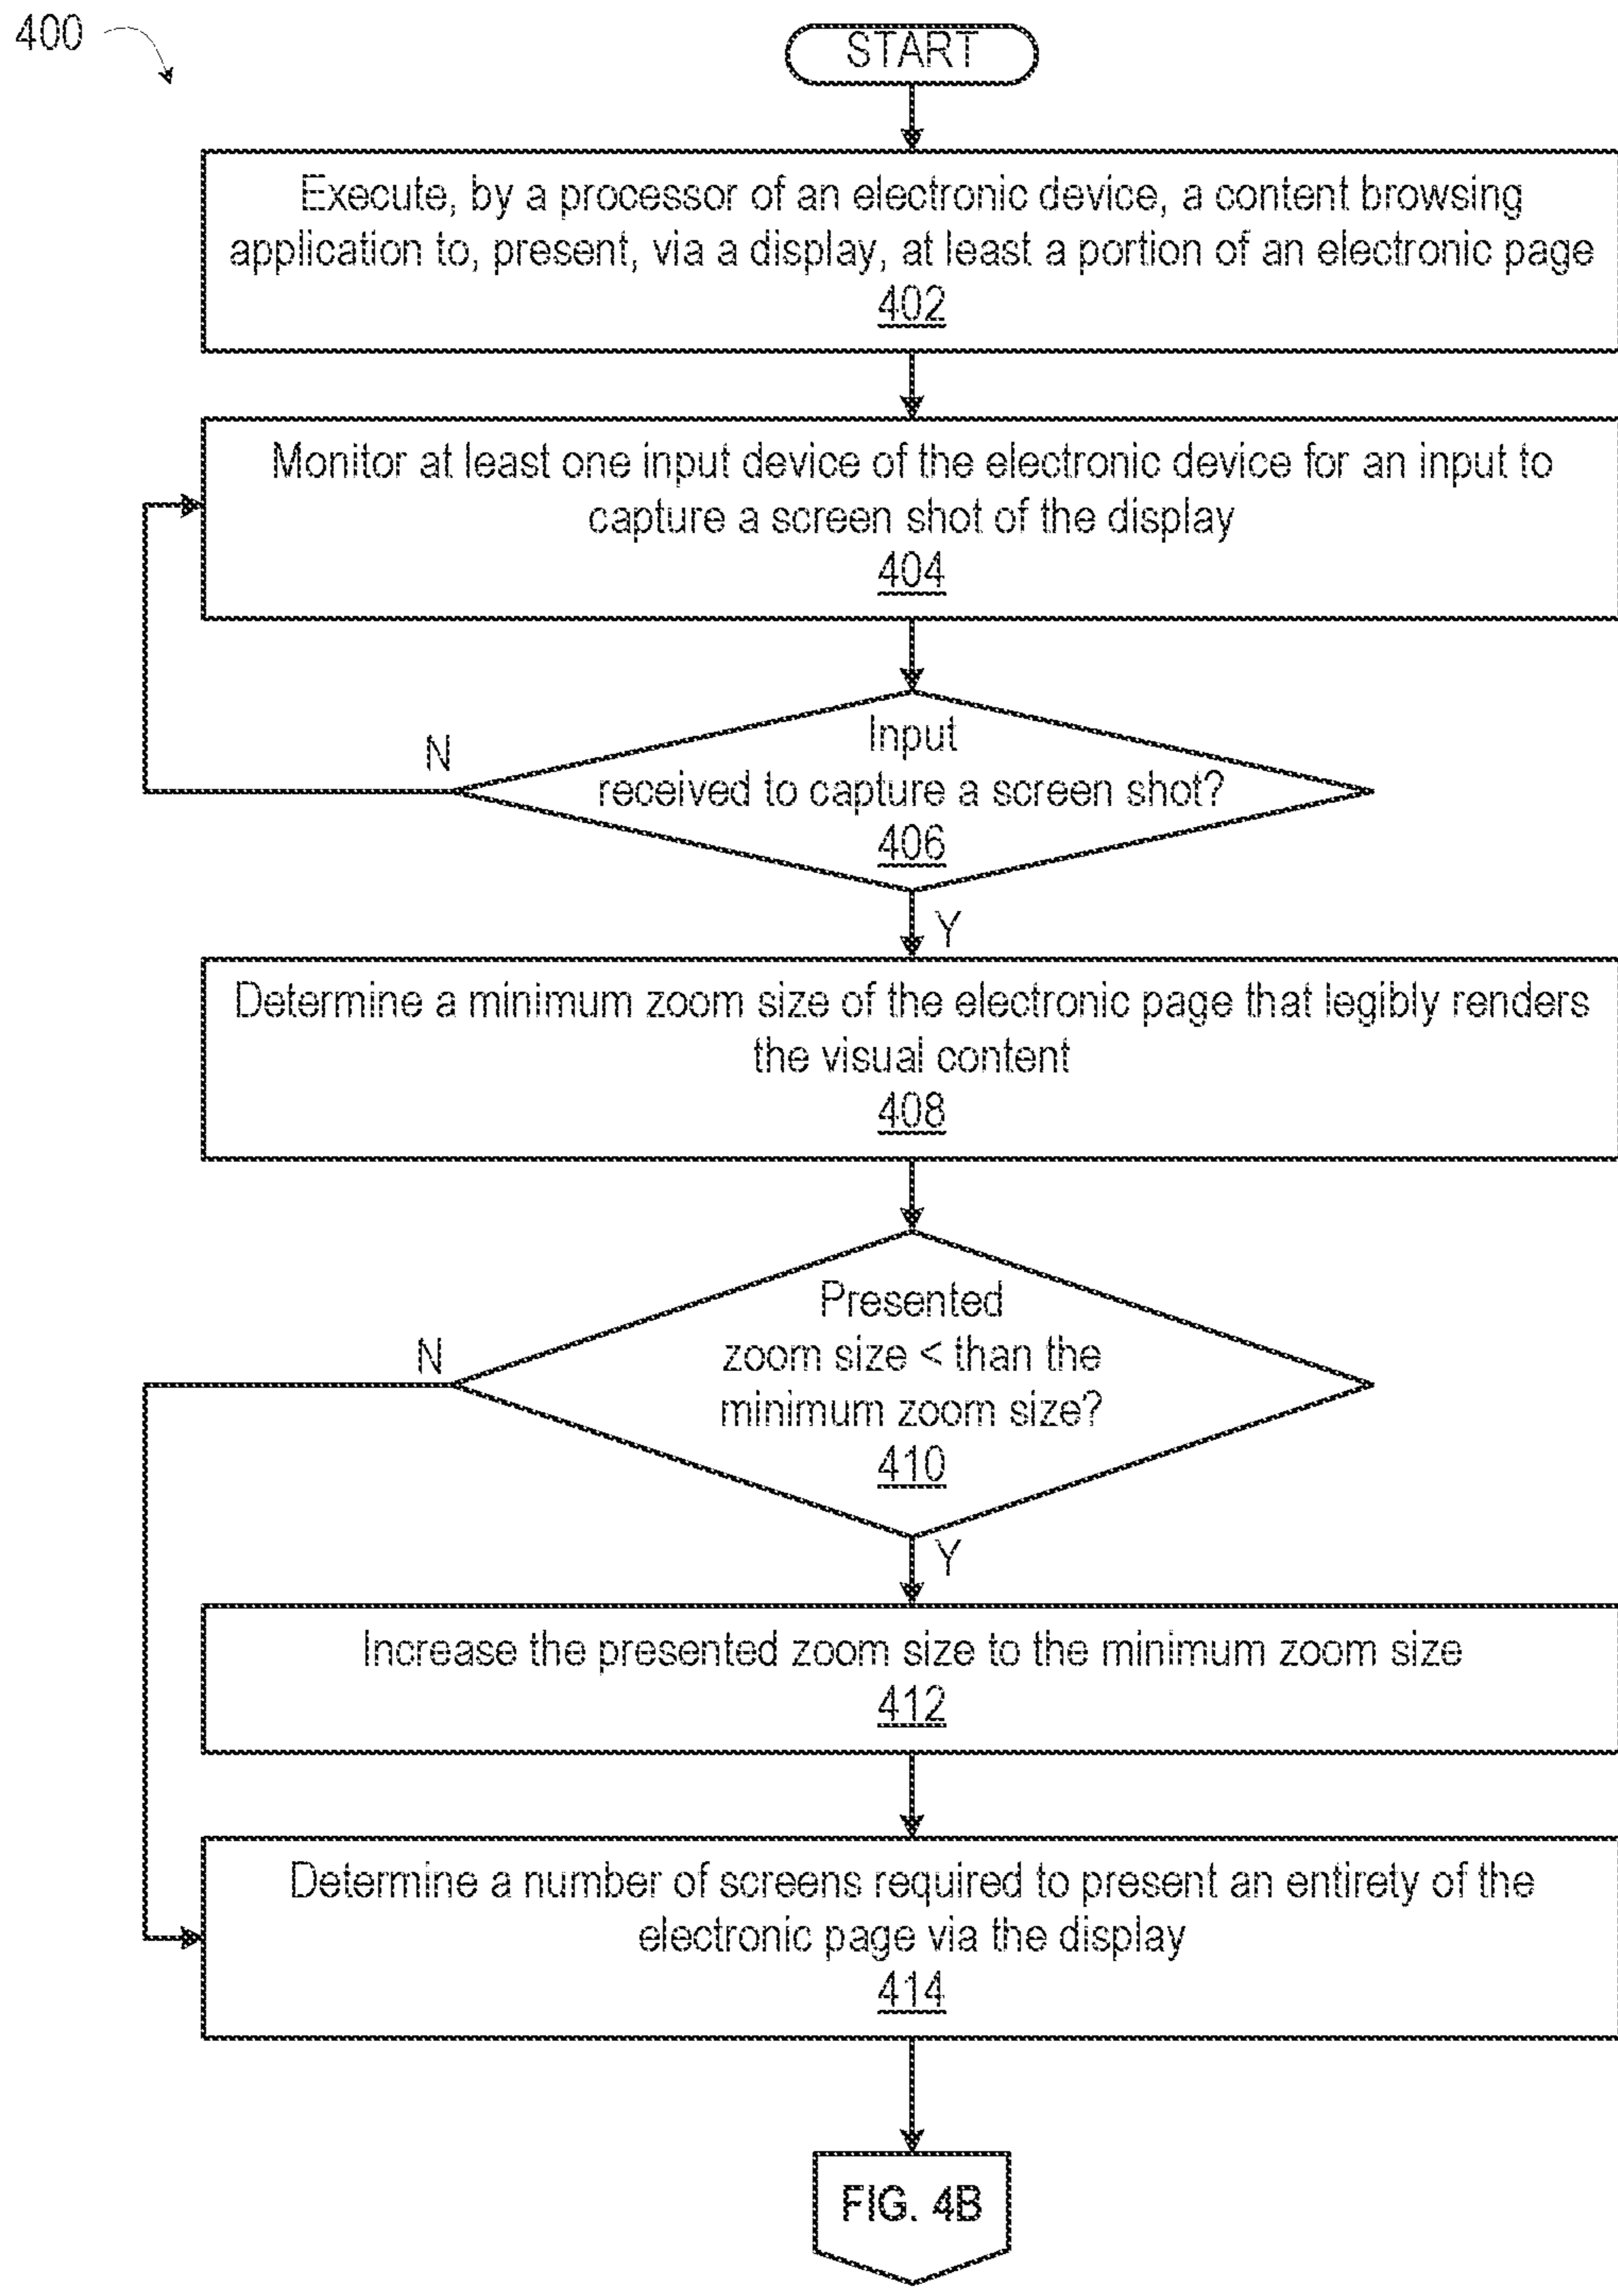 400
START
Execute, by a processor of an electronic device, a content browsing
application to, present, via a display, at least a portion of an electronic page
402
Monitor at least one input device of the electronic device for an input to
capture a screen shot of the display
404
Input
received to capture a screen shot?
406
N
Y
Determine a minimum zoom size of the electronic page that legibly renders
the visual content
408
Presented
zoom size < than the
minimum zoom size?
410
N
Y
Increase the presented zoom size to the minimum zoom size
412
Determine a number of screens required to present an entirety of the
electronic page via the display
414
FIG. 4B